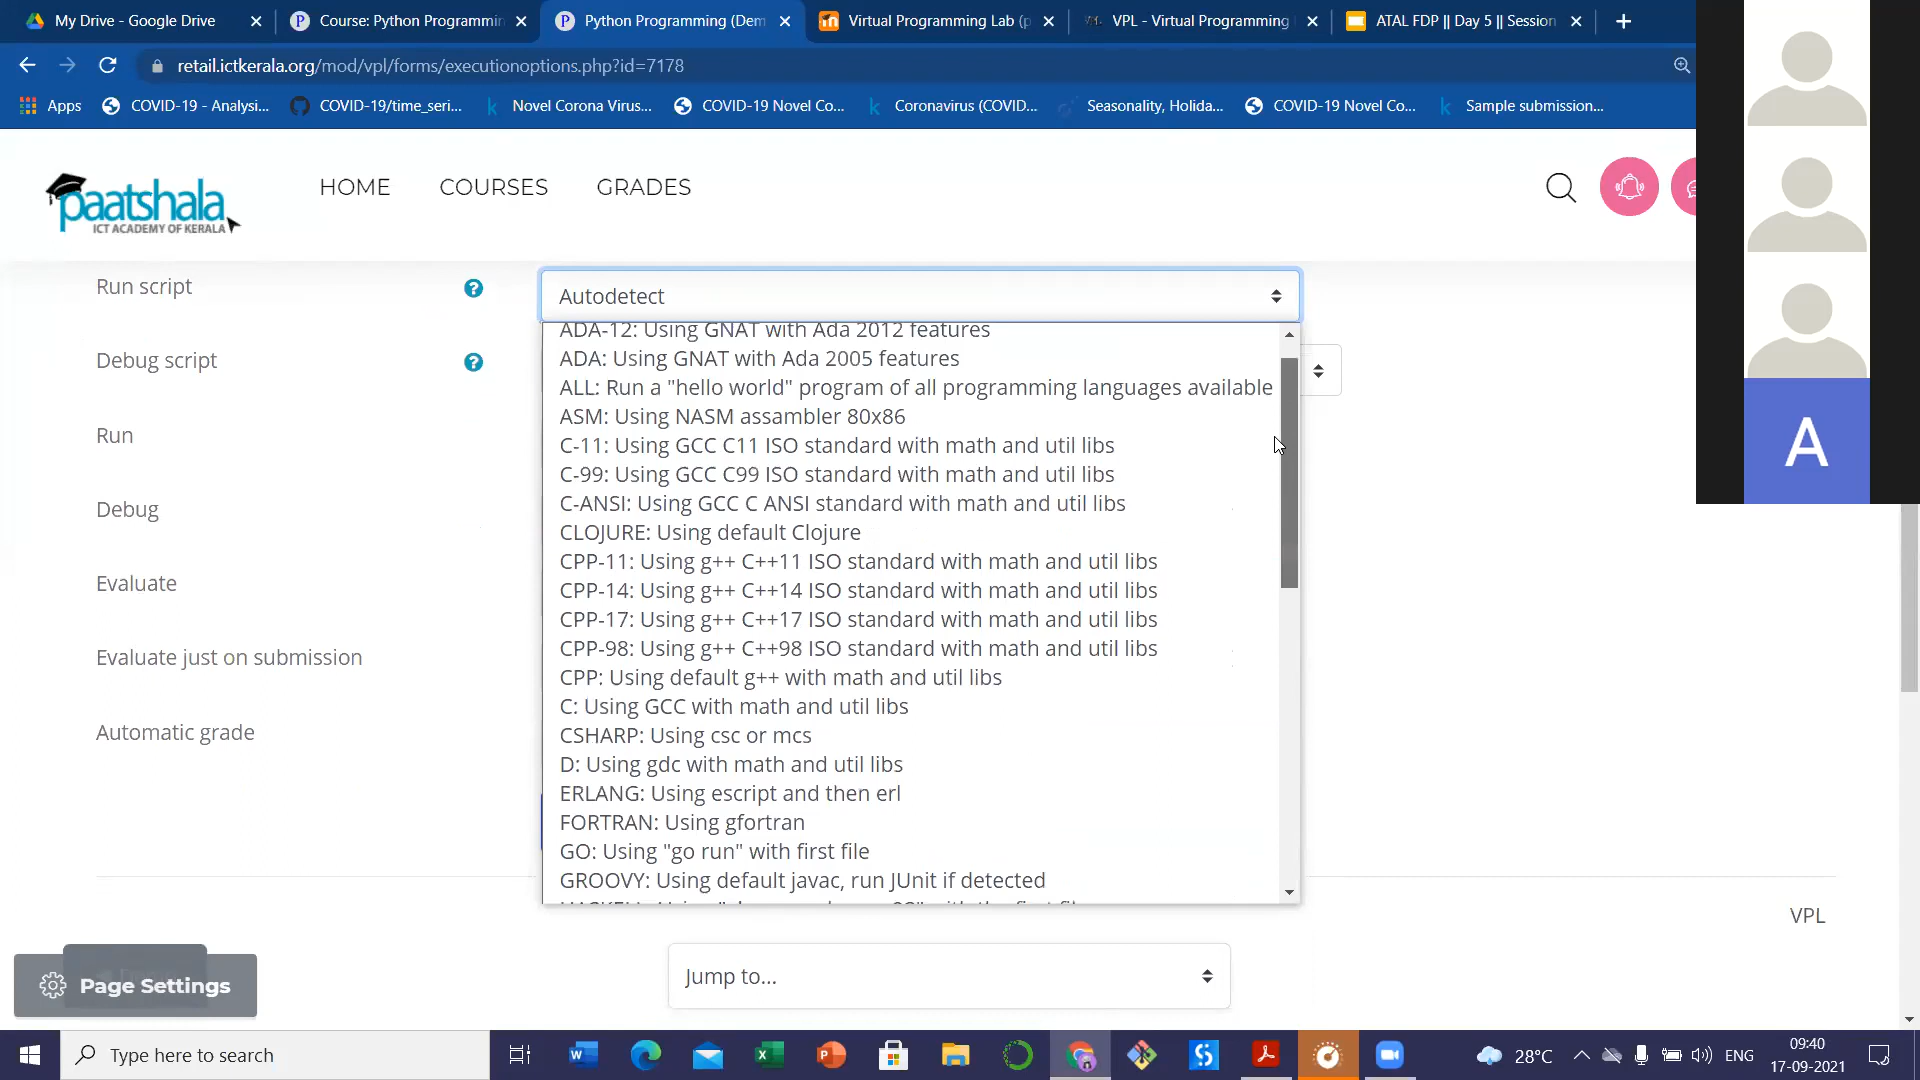 My Drive - Google Drive
Course: Python Programmin
Python Programming (Dem
Virtual Programming Lab (p
VPL - Virtual Programming
ATAL FDP || Day 5 || Session
retail.ictkerala.org/mod/vpl/forms/executionoptions.php?id=7178
Apps
COVID-19 - Analysi...
COVID-19/time_seri...
Novel Corona Virus...
COVID-19 Novel Co...
Coronavirus (COVID...
Seasonality, Holida...
COVID-19 Novel Co...
Sample submission...
paatshala
ICT ACADEMY OF KERALA
HOME
COURSES
GRADES
Run script
Autodetect
ADA-12: Using GNAT with Ada 2012 features
Debug script
ADA: Using GNAT with Ada 2005 features
ALL: Run a "hello world" program of all programming languages available
ASM: Using NASM assambler 80x86
Run
C-11: Using GCC C11 ISO standard with math and util libs
A
C-99: Using GCC C99 ISO standard with math and util libs
C-ANSI: Using GCC C ANSI standard with math and util libs
Debug
CLOJURE: Using default Clojure
CPP-11: Using g++ C++11 ISO standard with math and util libs
Evaluate
CPP-14: Using g++ C++14 ISO standard with math and util libs
CPP-17: Using g++ C++17 ISO standard with math and util libs
CPP-98: Using g++ C++98 ISO standard with math and util libs
Evaluate just on submission
CPP: Using default g++ with math and util libs
C: Using GCC with math and util libs
Automatic grade
CSHARP: Using csc or mcs
D: Using gdc with math and util libs
ERLANG: Using escript and then erl
FORTRAN: Using gfortran
GO: Using "go run" with first file
GROOVY: Using default javac, run JUnit if detected
VPL
Page Settings
Jump to...
Type here to search
28°C
ENG
09:40
17-09-2021